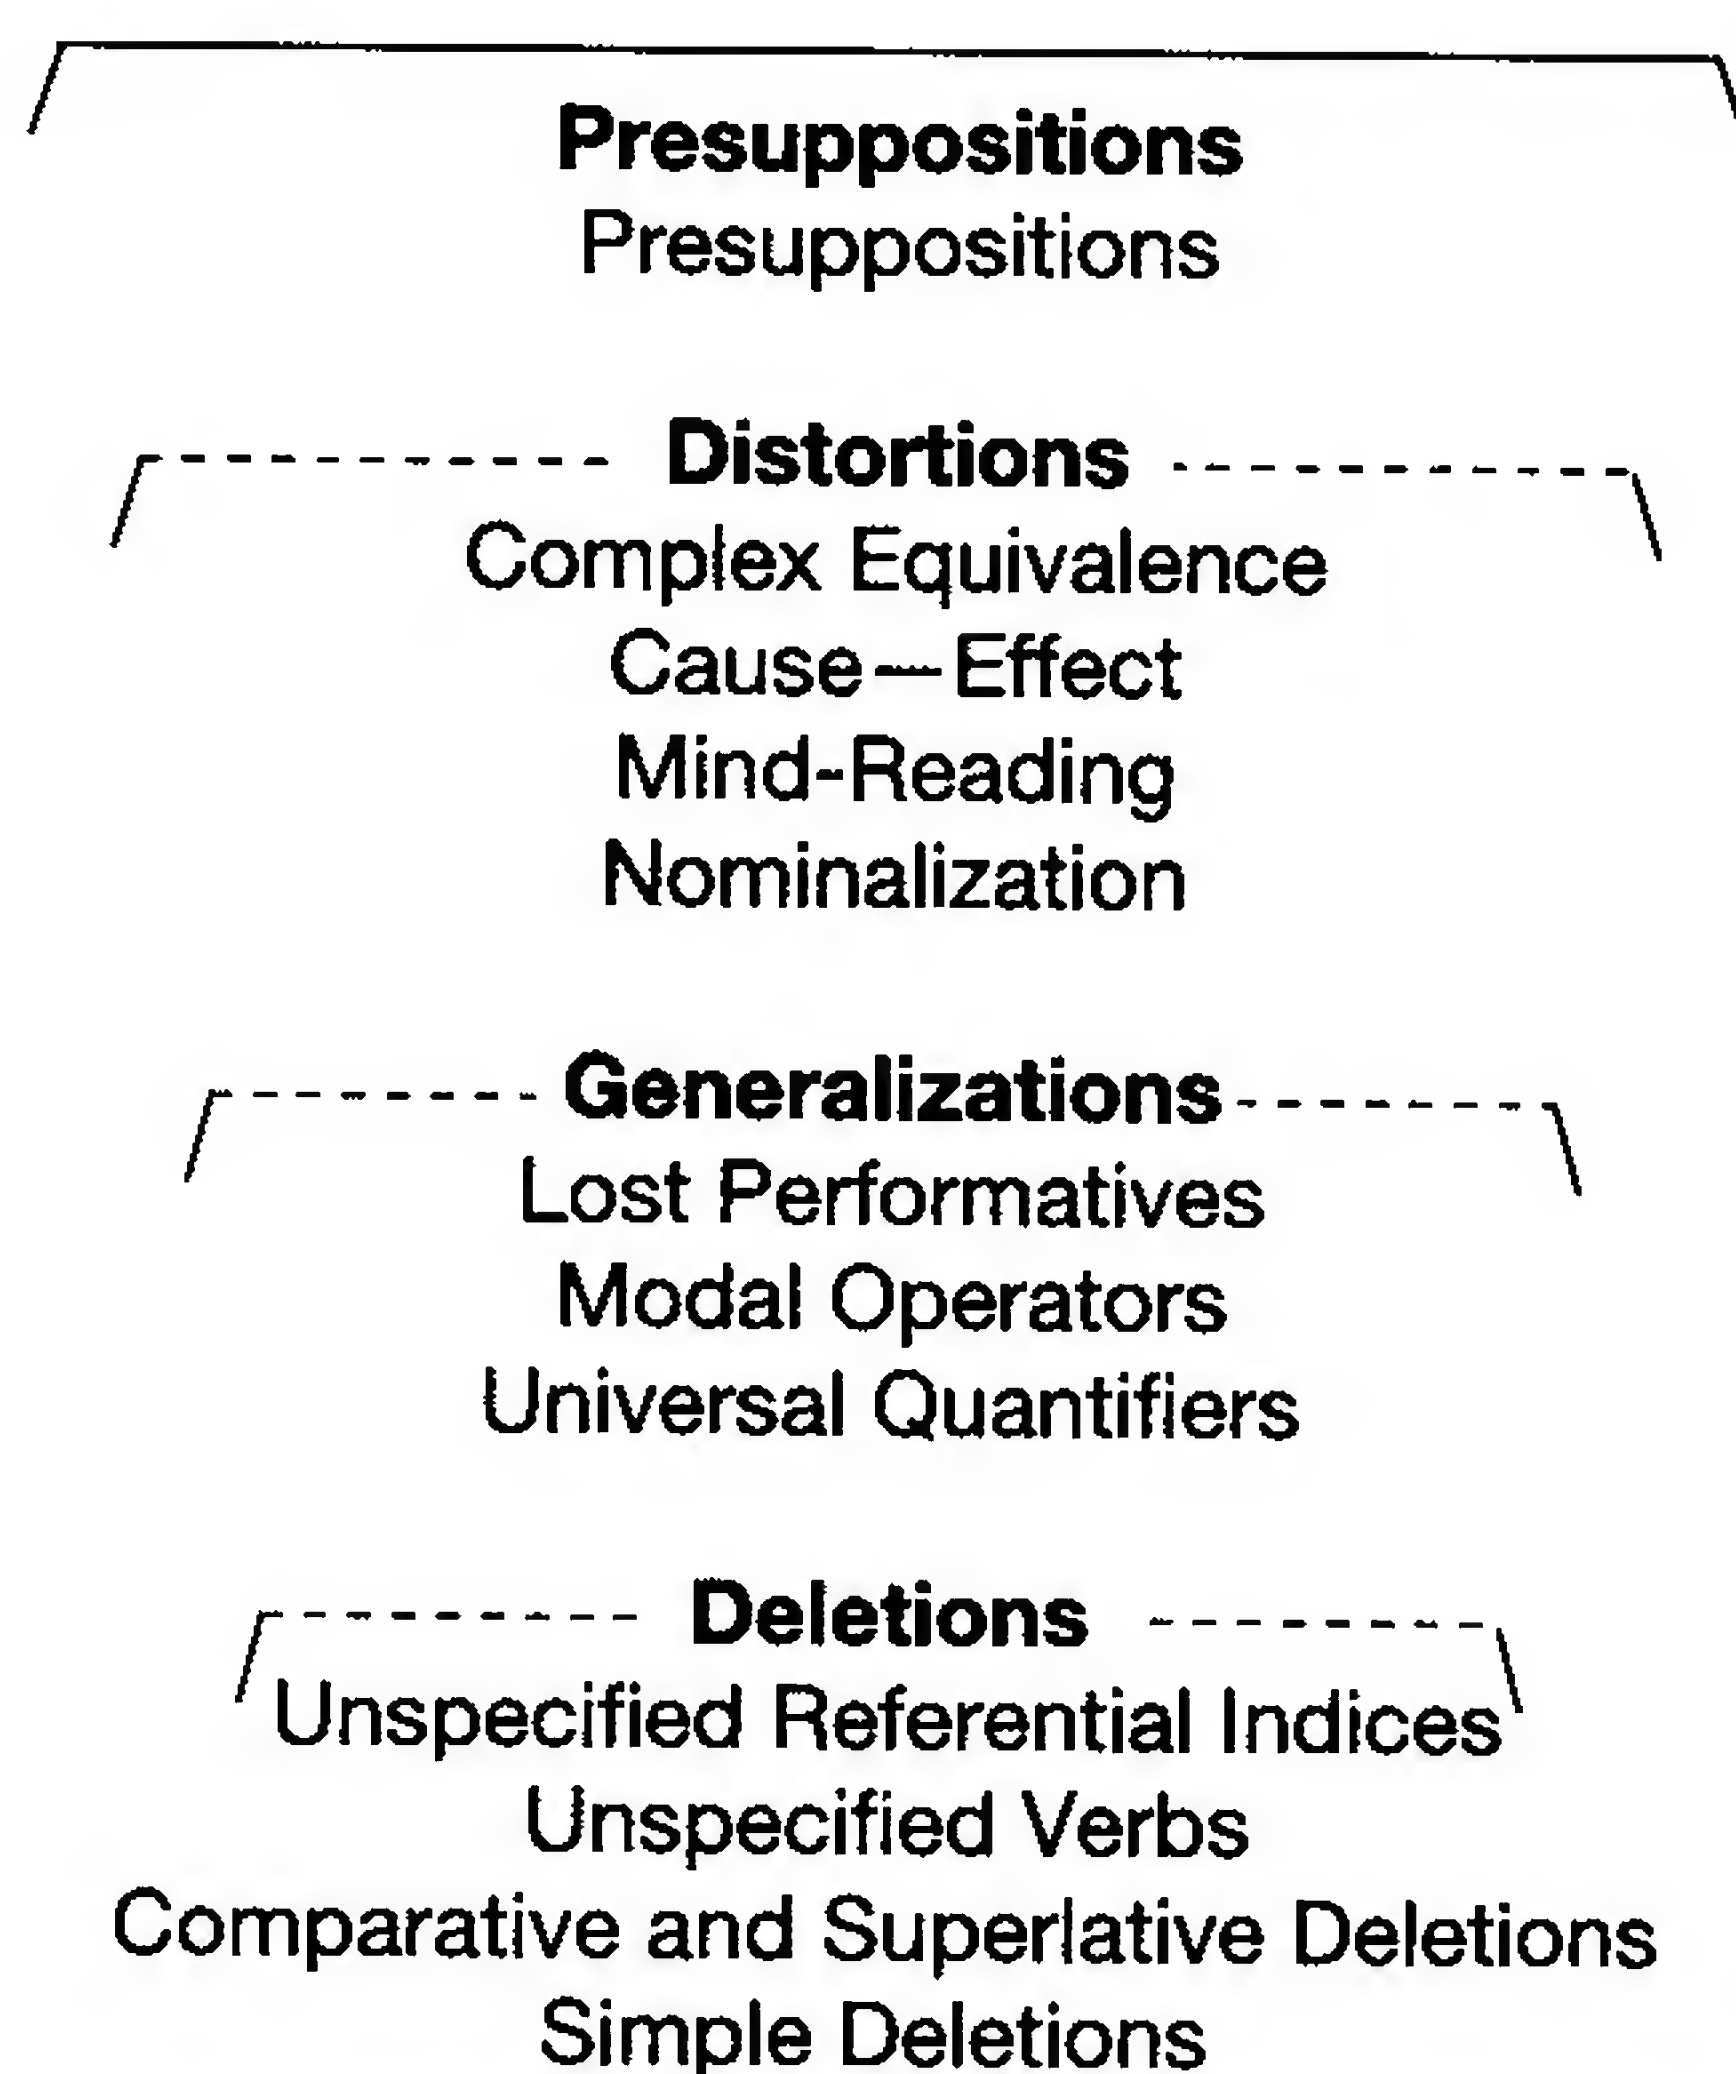 Presuppositions
Presuppositions
Distortions
Complex Equivalence
Cause—Effect
Mind-Reading
Nominalization
Generalizations
Lost Performatives
Modal Operators
Universal Quantifiers
Deletions
Unspecified Referential Indices
Unspecified Verbs
Comparative and Superlative Deletions
Simple Deletions